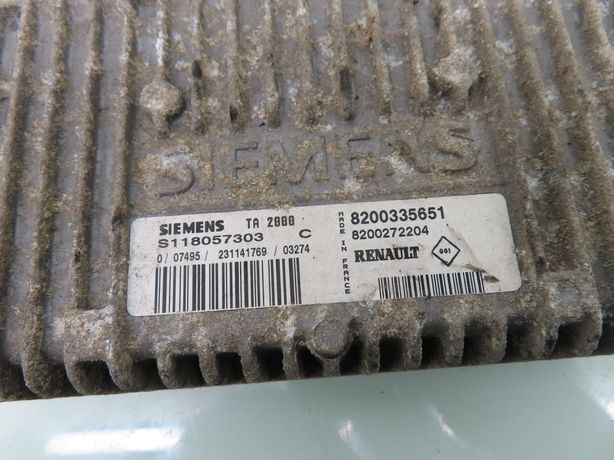 SIEMENS
SIEMENS TA 2000
S118057303 C
0 / 07495 / 231141769 / 03274
MADE IN FRANCE
8200335651
8200272204
RENAULT 001